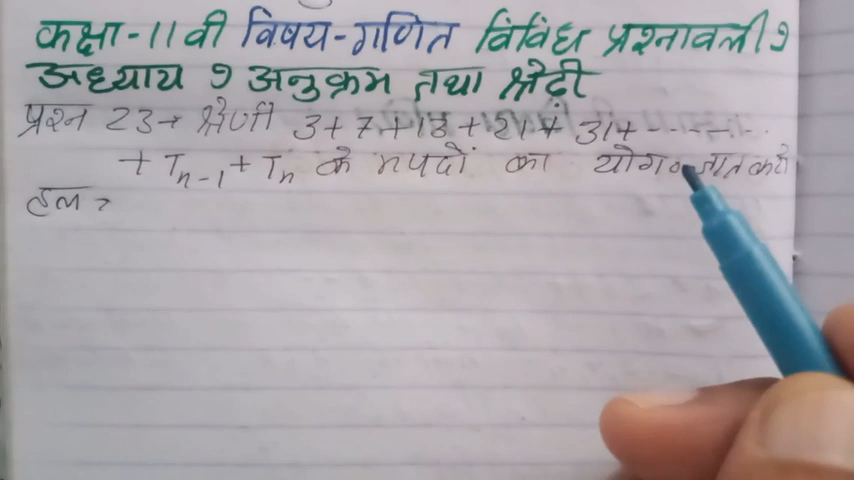 कक्षा-11वी विषय-गणित विविध प्रश्नावली 9
अध्याय 9 अनुक्रम तथा श्रेढ़ी
प्रश्न 23→ श्रेणी 3+7+13+21+31+-------
+Tn-1+Tn के n पदों का योग ज्ञात करो
हल→